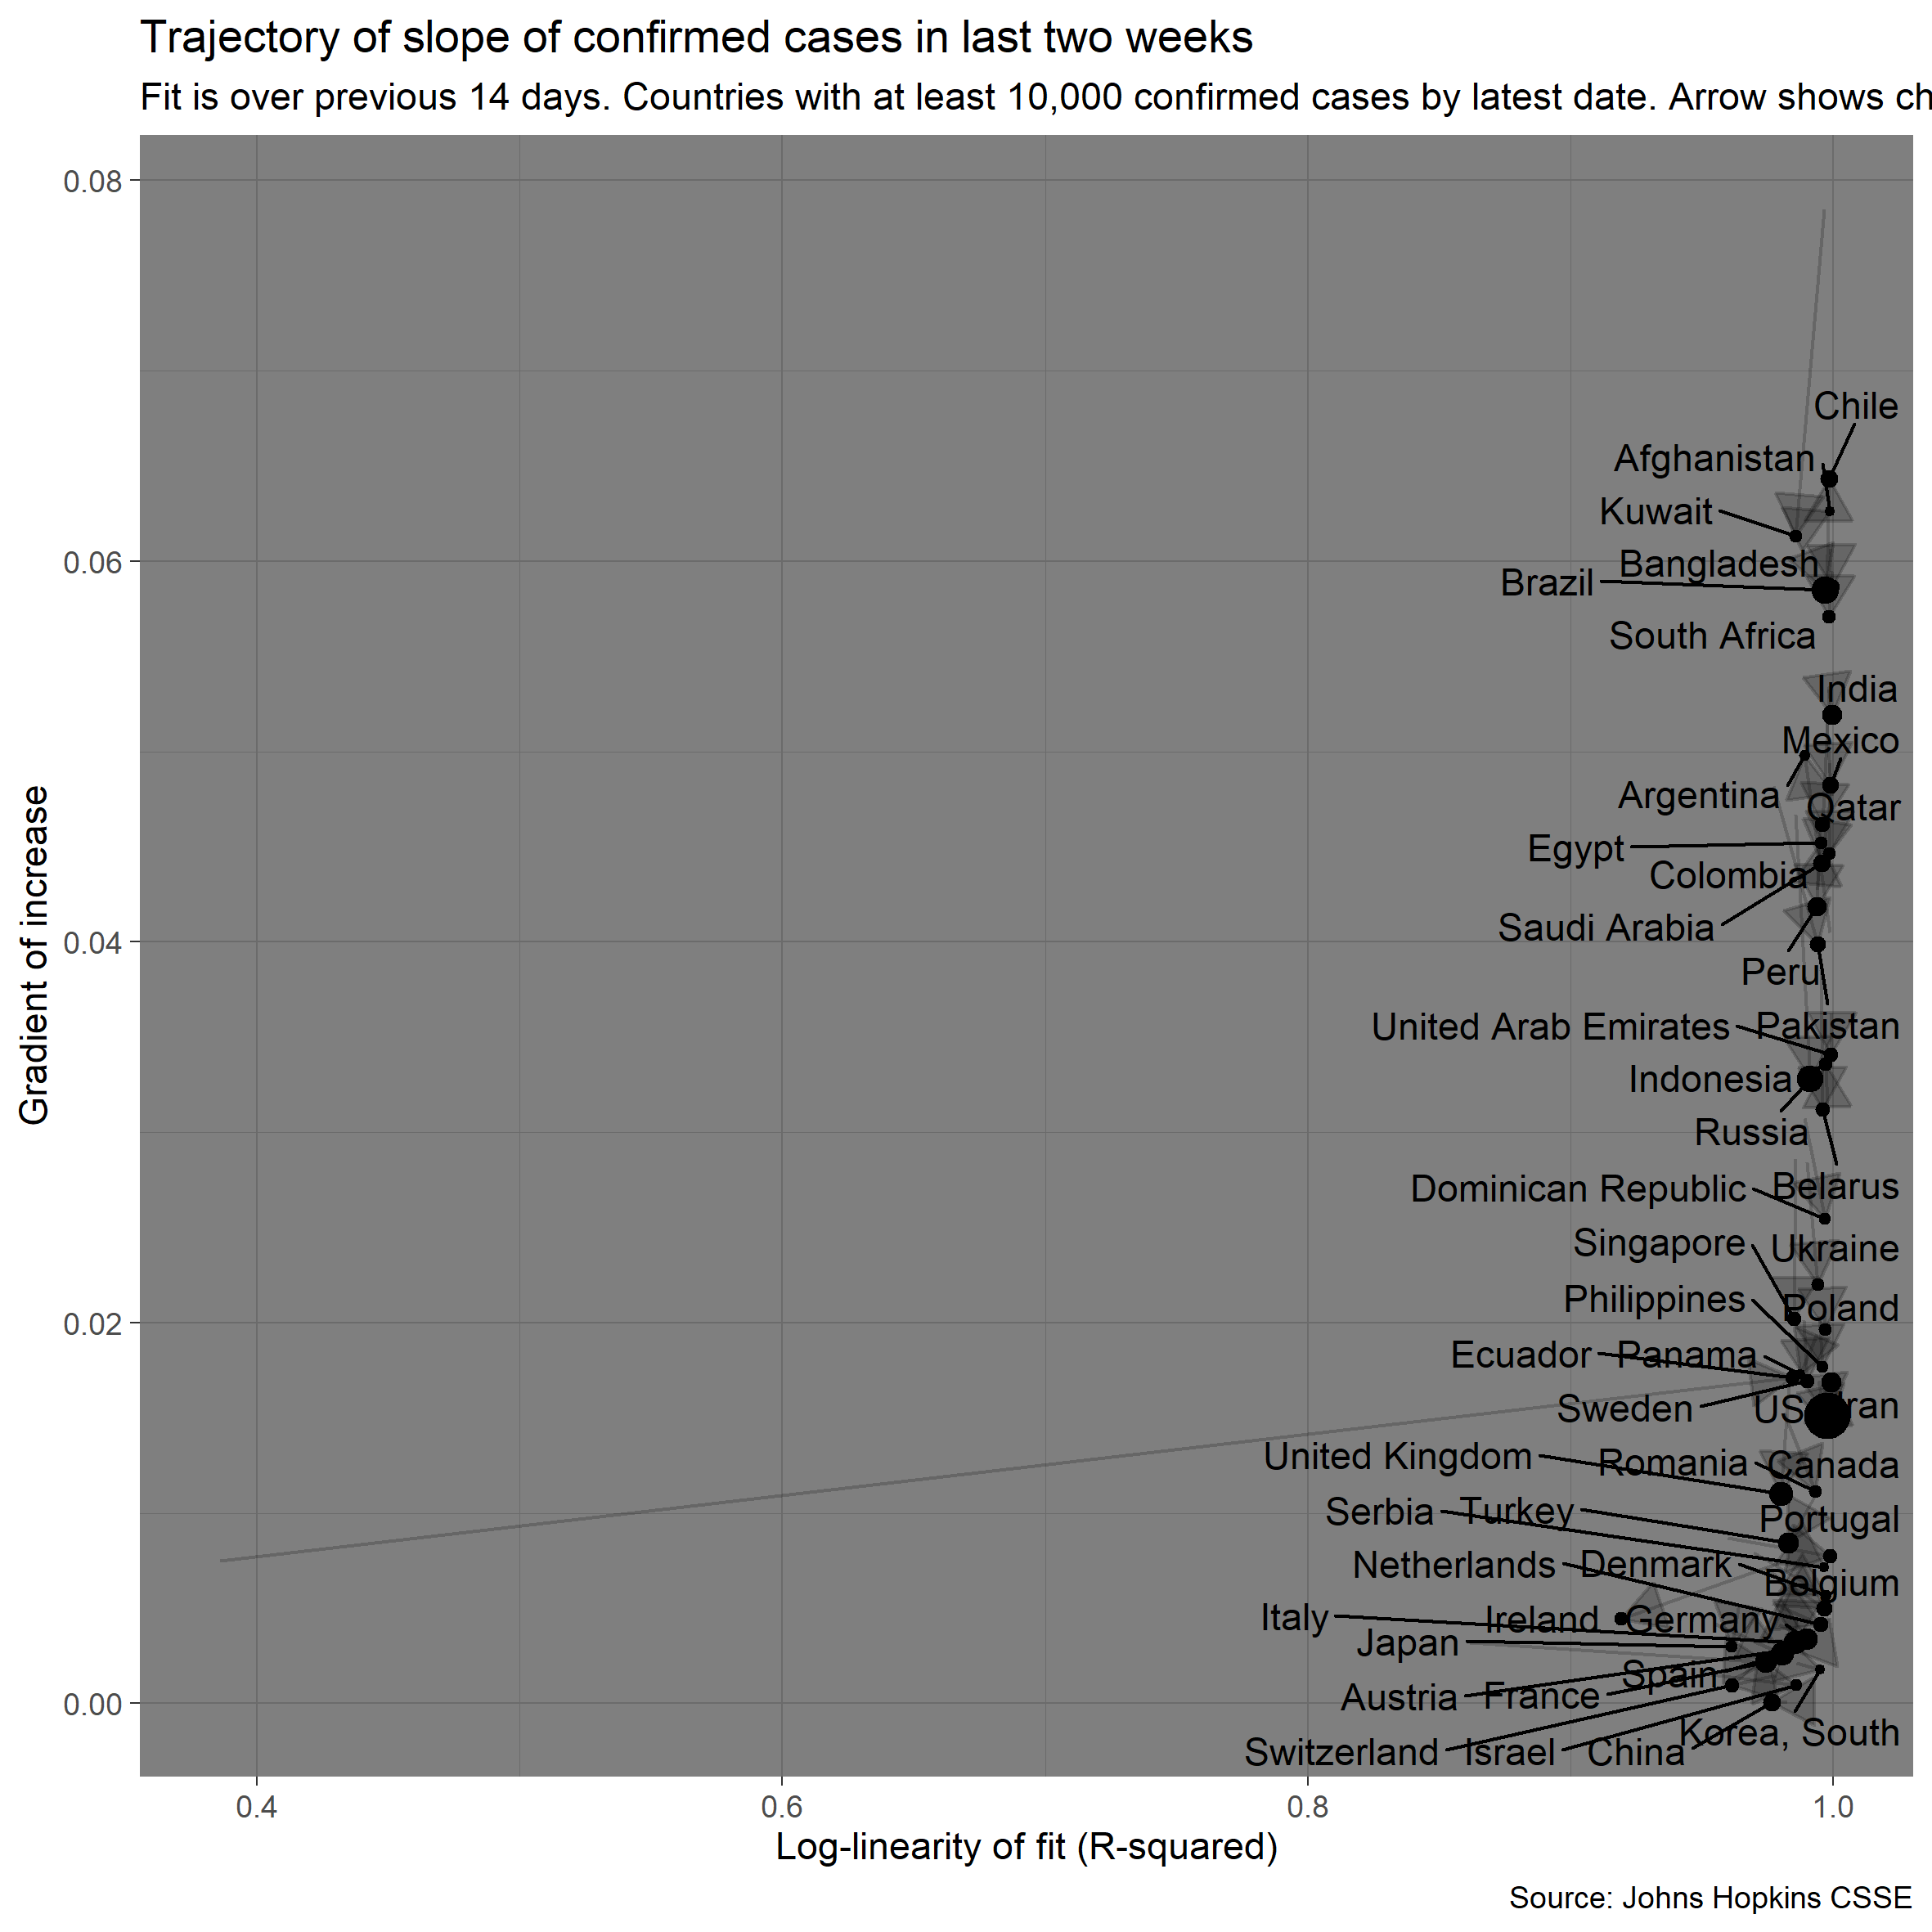 Trajectory of slope of confirmed cases in last two weeks
Fit is over previous 14 days. Countries with at least 10,000 confirmed cases by latest date. Arrow shows ch
0.08
0.06
0.04
0.02
0.00
Gradient of increase
Chile
Afghanistan
Kuwait
Bangladesh
Brazil
South Africa
India
Mexico
Argentina
Qatar
Egypt
Colombia
Saudi Arabia
Peru
United Arab Emirates
Pakistan
Indonesia
Russia
Dominican Republic
Belarus
Singapore
Ukraine
Philippines
Poland
Ecuador
Panama
Sweden
US
Iran
United Kingdom
Romania
Canada
Serbia
Turkey
Portugal
Netherlands
Denmark
Belgium
Italy
Ireland
Germany
Japan
Spain
Austria
France
Korea, South
Switzerland
Israel
China
0.4
0.6
0.8
1.0
Log-linearity of fit (R-squared)
Source: Johns Hopkins CSSE